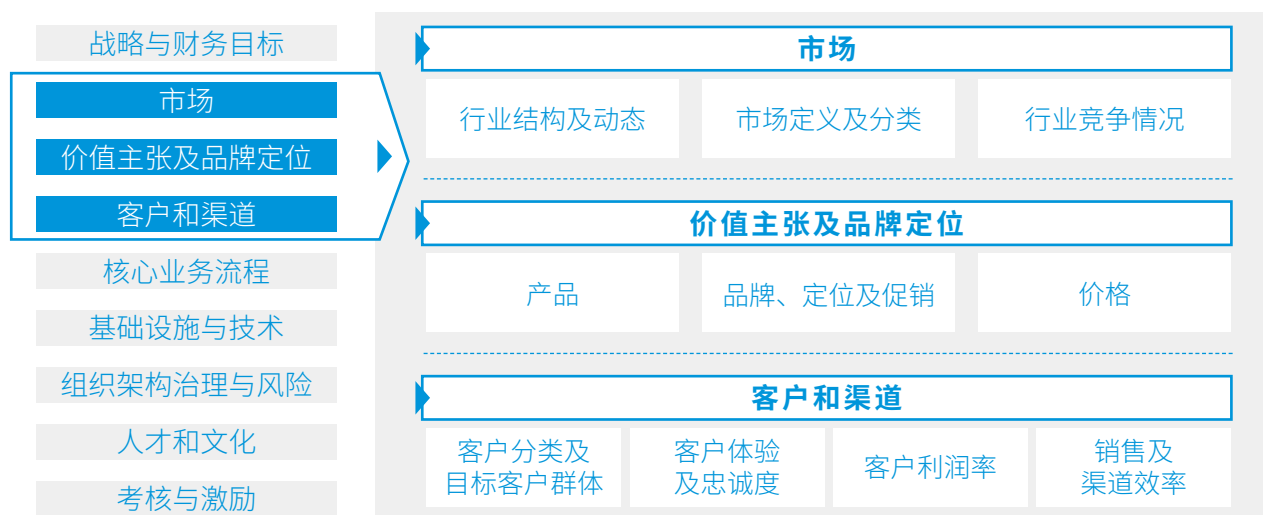 战略与财务目标
市场
价值主张及品牌定位
客户和渠道
核心业务流程
基础设施与技术
组织架构治理与风险
人才和文化
考核与激励
市场
行业结构及动态
市场定义及分类
行业竞争情况
价值主张及品牌定位
产品
品牌、定位及促销
价格
客户和渠道
客户分类及
目标客户群体
客户体验
及忠诚度
客户利润率
销售及
渠道效率